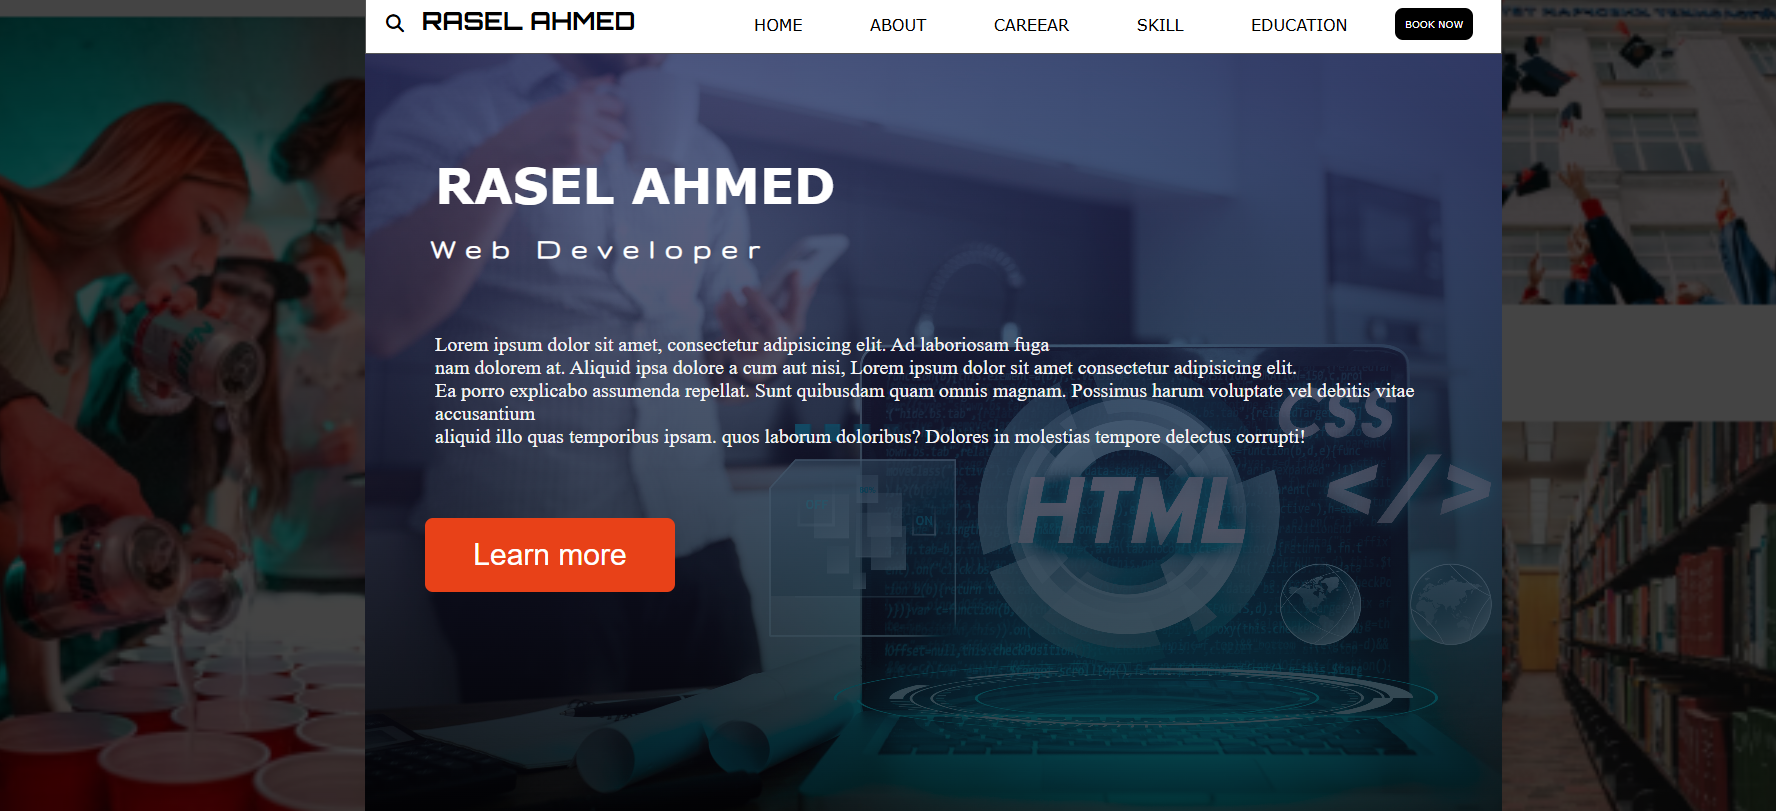 RASEL AHMED
HOME
ABOUT
CAREEAR
SKILL
EDUCATION
BOOK NOW
RASEL AHMED
Web Developer
Lorem ipsum dolor sit amet, consectetur adipisicing elit. Ad laboriosam fuga
nam dolorem at. Aliquid ipsa dolore a cum aut nisi, Lorem ipsum dolor sit amet consectetur adipisicing elit.
Ea porro explicabo assumenda repellat. Sunt quibusdam quam omnis magnam. Possimus harum voluptate vel debitis vitae
accusantium
aliquid illo quas temporibus ipsam. quos laborum doloribus? Dolores in molestias tempore delectus corrupti!
CSS
</>
HTML
ON
Learn more